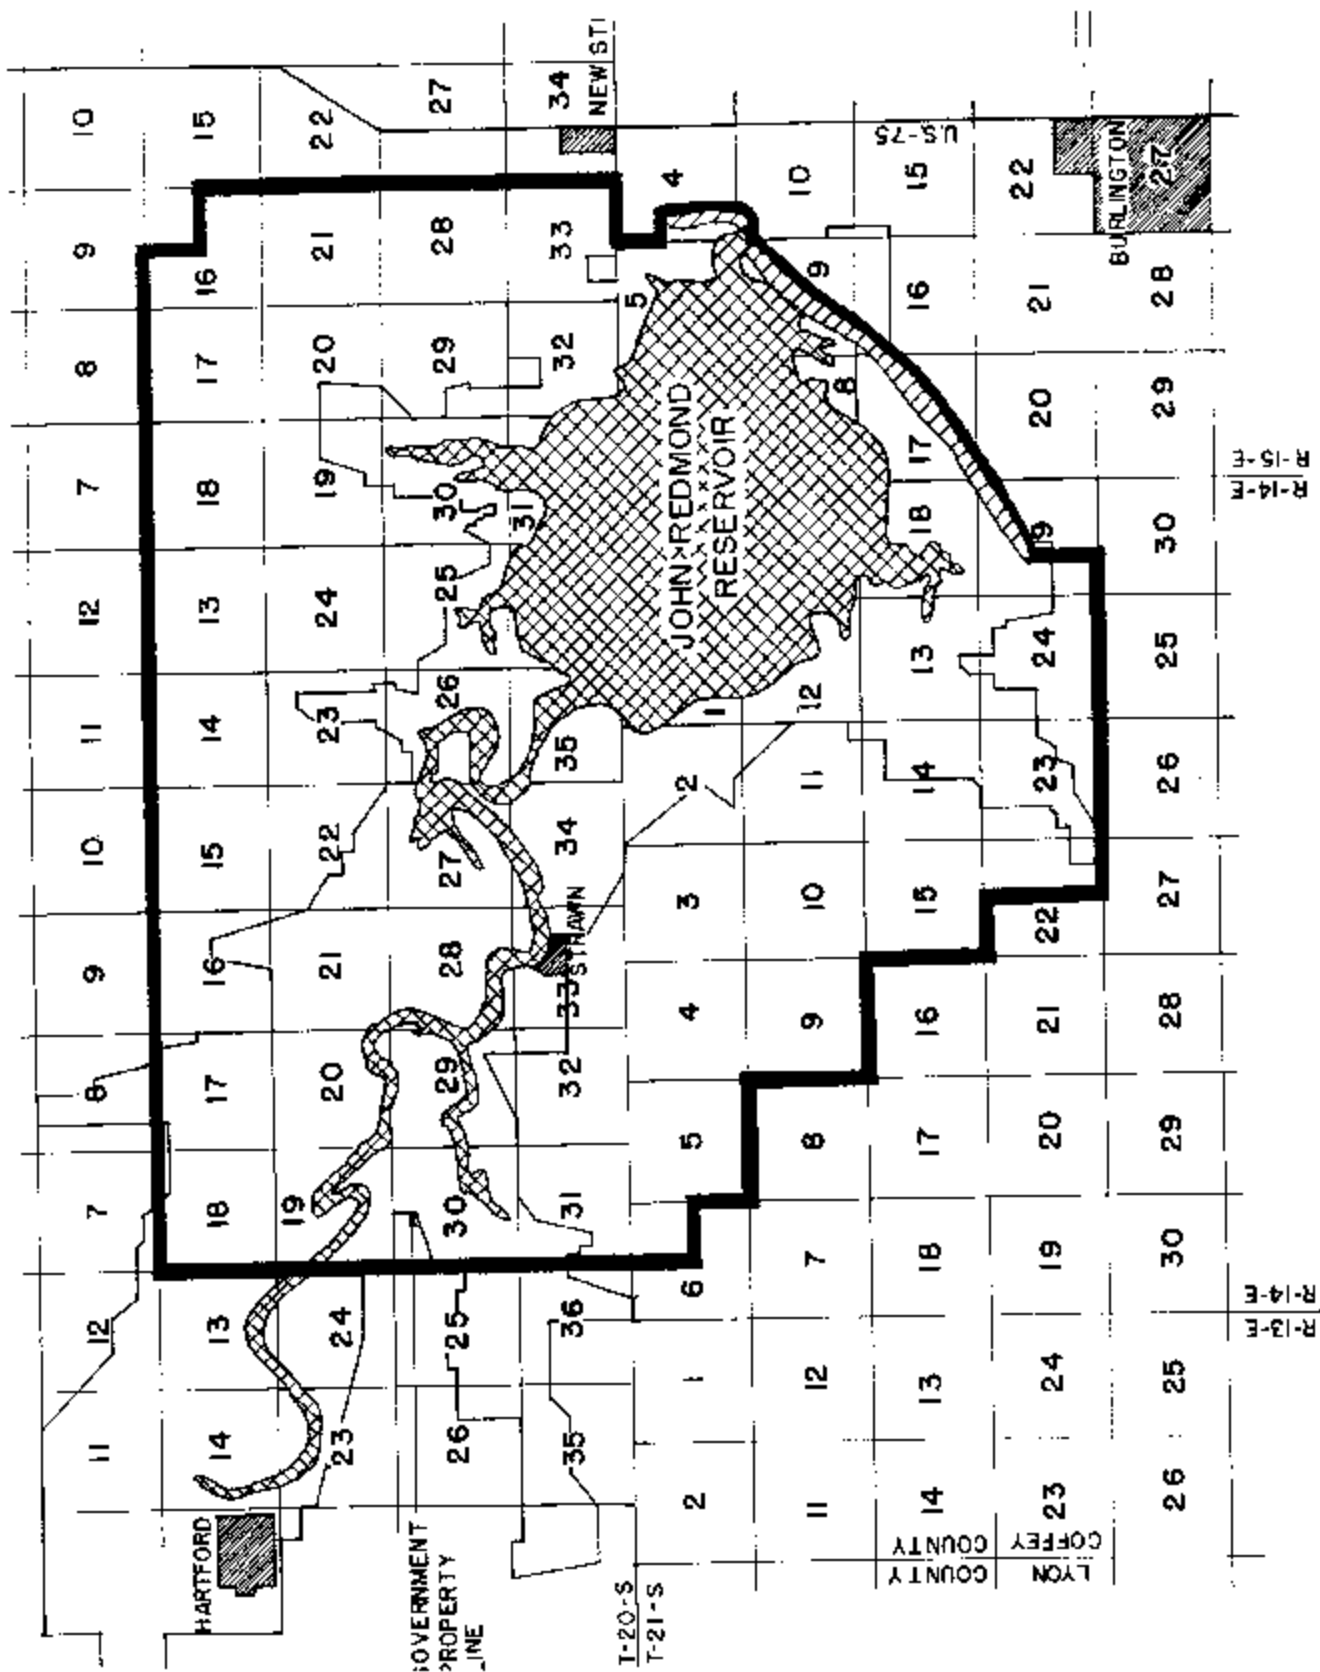 11 12 7 8 9 10 11 12 7 8 9 10
HARTFORD
14 13 18 17 16 15 14 13 18 17 16 15
23 24 19 20 21 22 23 24 19 20 21 22
GOVERNMENT
PROPERTY
LINE
26 25 30 29 28 27 26 25 30 29 28 27
35 36 31 32 33 34 35 31 32 33 34
STRAWN
NEW ST
T-20-S
T-21-S
2 1 6 5 4 3 2 1 5 4
JOHN REDMOND
RESERVOIR
11 12 7 8 9 10 11 12 8 9 10
14 13 18 17 16 15 14 13 18 17 16 15
LYON COUNTY
COFFEY COUNTY
US-75
23 24 19 20 21 22 23 24 9 20 21 22
BURLINGTON
26 25 30 29 28 27 26 25 30 29 28 27
R-13-E R-14-E
R-14-E R-15-E